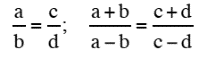 a/b = c/d; (a+b)/(a−b) = (c+d)/(c−d)